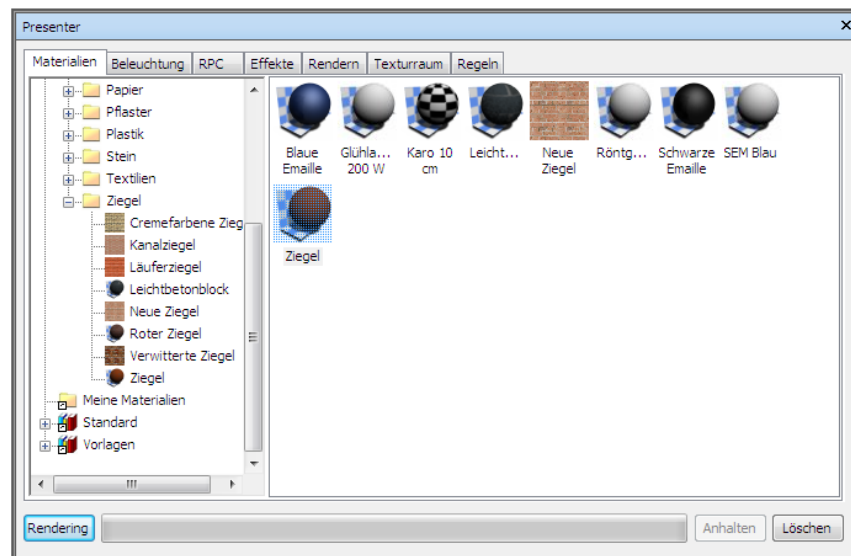 Presenter
Materialien Beleuchtung RPC Effekte Rendern Texturraum Regeln
Papier
Pflaster
Plastik
Stein
Textilien
Ziegel
Cremefarbene Zieg
Kanalziegel
Läuferziegel
Leichtbetonblock
Neue Ziegel
Roter Ziegel
Verwitterte Ziegel
Ziegel
Meine Materialien
Standard
Vorlagen
Blaue Emaille
Glühla... 200 W
Karo 10 cm
Leicht...
Neue Ziegel
Röntg...
Schwarze Emaille
SEM Blau
Ziegel
Rendering Anhalten Löschen